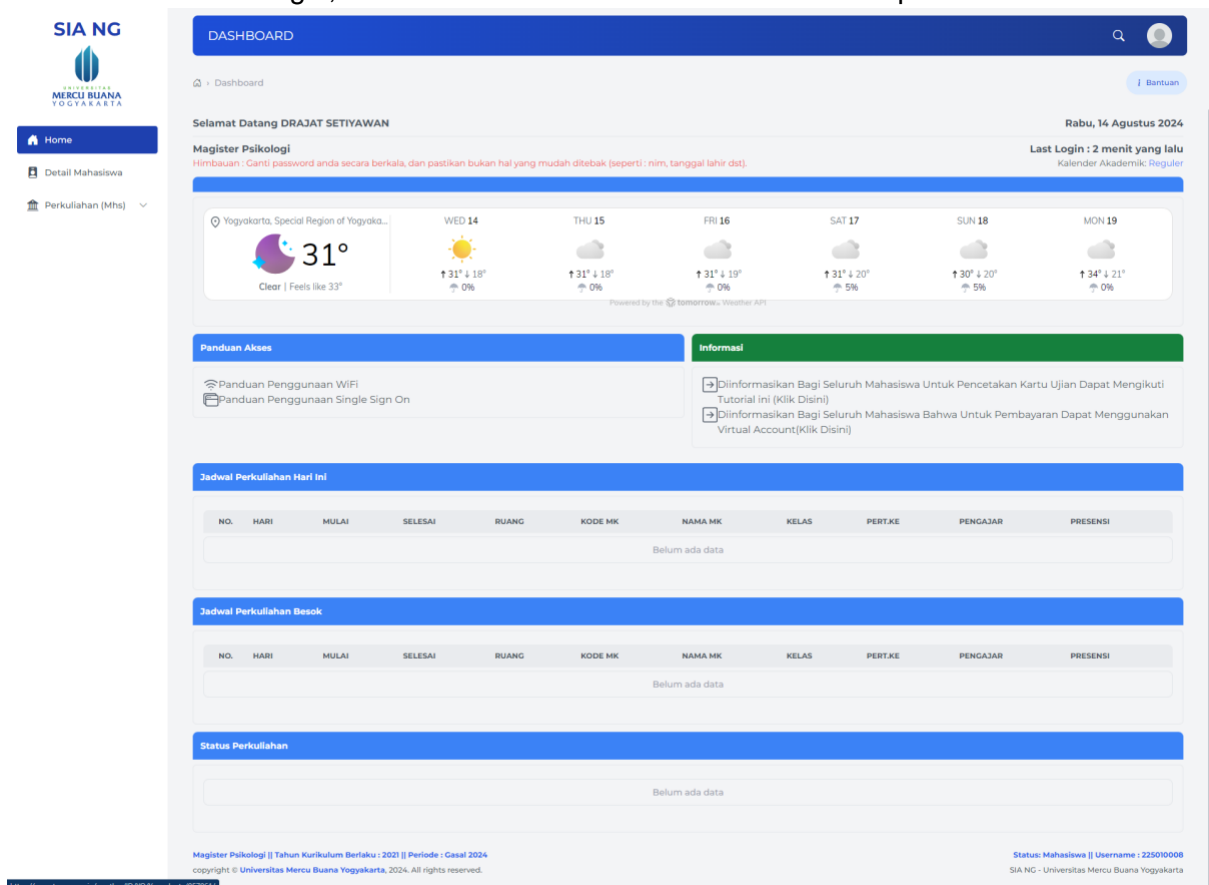 SIA NG
UNIVERSITAS
MERCU BUANA
YOGYAKARTA
Home
Detail Mahasiswa
Perkuliahan (Mhs)
DASHBOARD
Dashboard
i Bantuan
Selamat Datang DRAJAT SETIYAWAN
Rabu, 14 Agustus 2024
Magister Psikologi
Last Login : 2 menit yang lalu
Himbauan : Ganti password anda secara berkala, dan pastikan bukan hal yang mudah ditebak (seperti : nim, tanggal lahir dst).
Kalender Akademik: Reguler
Yogyakarta, Special Region of Yogyaka...
31°
Clear | Feels like 33°
WED 14
↑ 31° ↓ 18°
0%
THU 15
↑ 31° ↓ 18°
0%
FRI 16
↑ 31° ↓ 19°
0%
SAT 17
↑ 31° ↓ 20°
5%
SUN 18
↑ 30° ↓ 20°
5%
MON 19
↑ 34° ↓ 21°
0%
Powered by the tomorrow.io Weather API
Panduan Akses
Panduan Penggunaan WiFi
Panduan Penggunaan Single Sign On
Informasi
Diinformasikan Bagi Seluruh Mahasiswa Untuk Pencetakan Kartu Ujian Dapat Mengikuti
Tutorial ini (Klik Disini)
Diinformasikan Bagi Seluruh Mahasiswa Bahwa Untuk Pembayaran Dapat Menggunakan
Virtual Account(Klik Disini)
Jadwal Perkuliahan Hari Ini
NO. HARI MULAI SELESAI RUANG KODE MK NAMA MK KELAS PERT.KE PENGAJAR PRESENSI
Belum ada data
Jadwal Perkuliahan Besok
NO. HARI MULAI SELESAI RUANG KODE MK NAMA MK KELAS PERT.KE PENGAJAR PRESENSI
Belum ada data
Status Perkuliahan
Belum ada data
Magister Psikologi || Tahun Kurikulum Berlaku : 2021 || Periode : Gasal 2024
Status: Mahasiswa || Username : 225010008
copyright © Universitas Mercu Buana Yogyakarta, 2024. All rights reserved.
SIA NG - Universitas Mercu Buana Yogyakarta